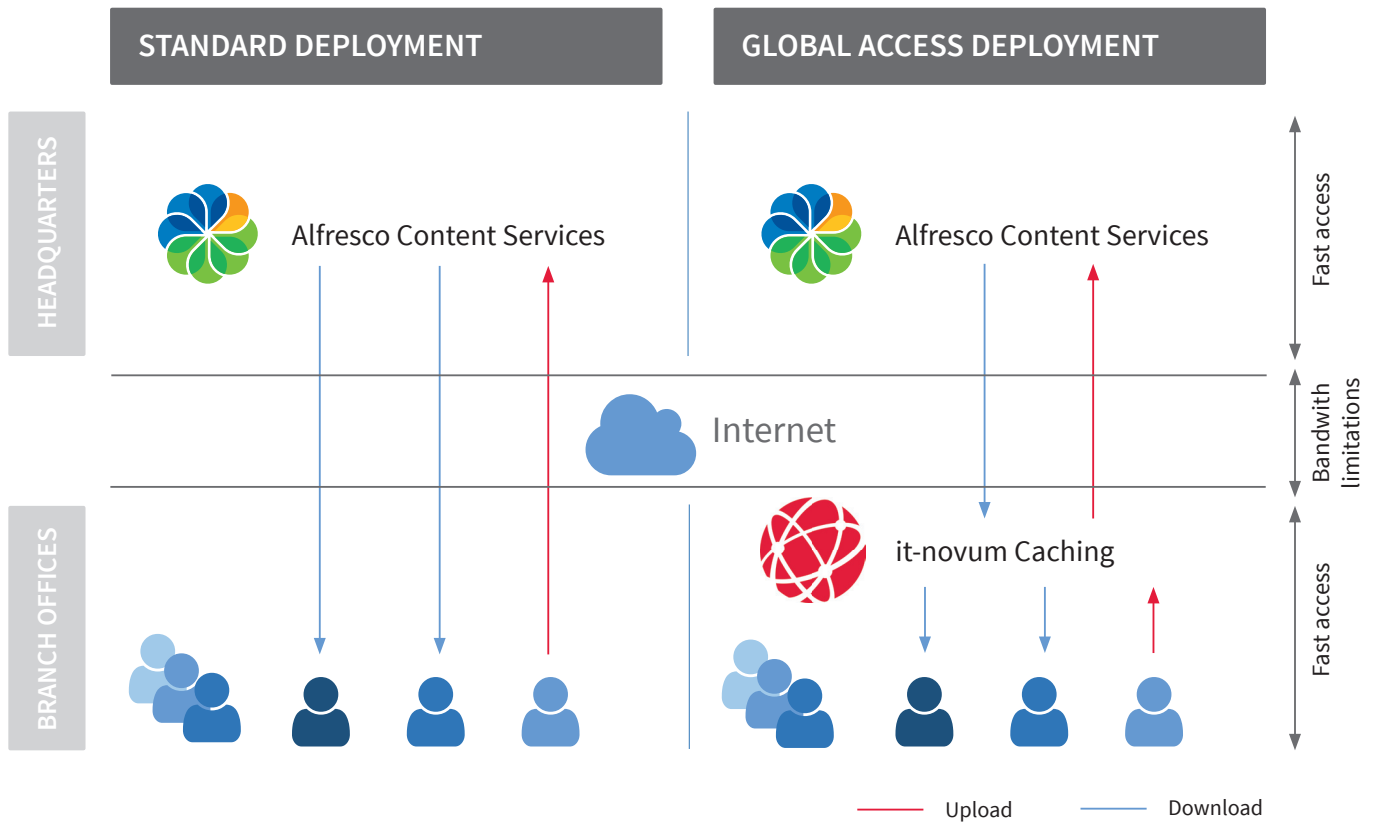 STANDARD DEPLOYMENT
GLOBAL ACCESS DEPLOYMENT
HEADQUARTERS
Alfresco Content Services
Alfresco Content Services
Fast access
Internet
Bandwith
limitations
BRANCH OFFICES
it-novum Caching
Fast access
Upload
Download